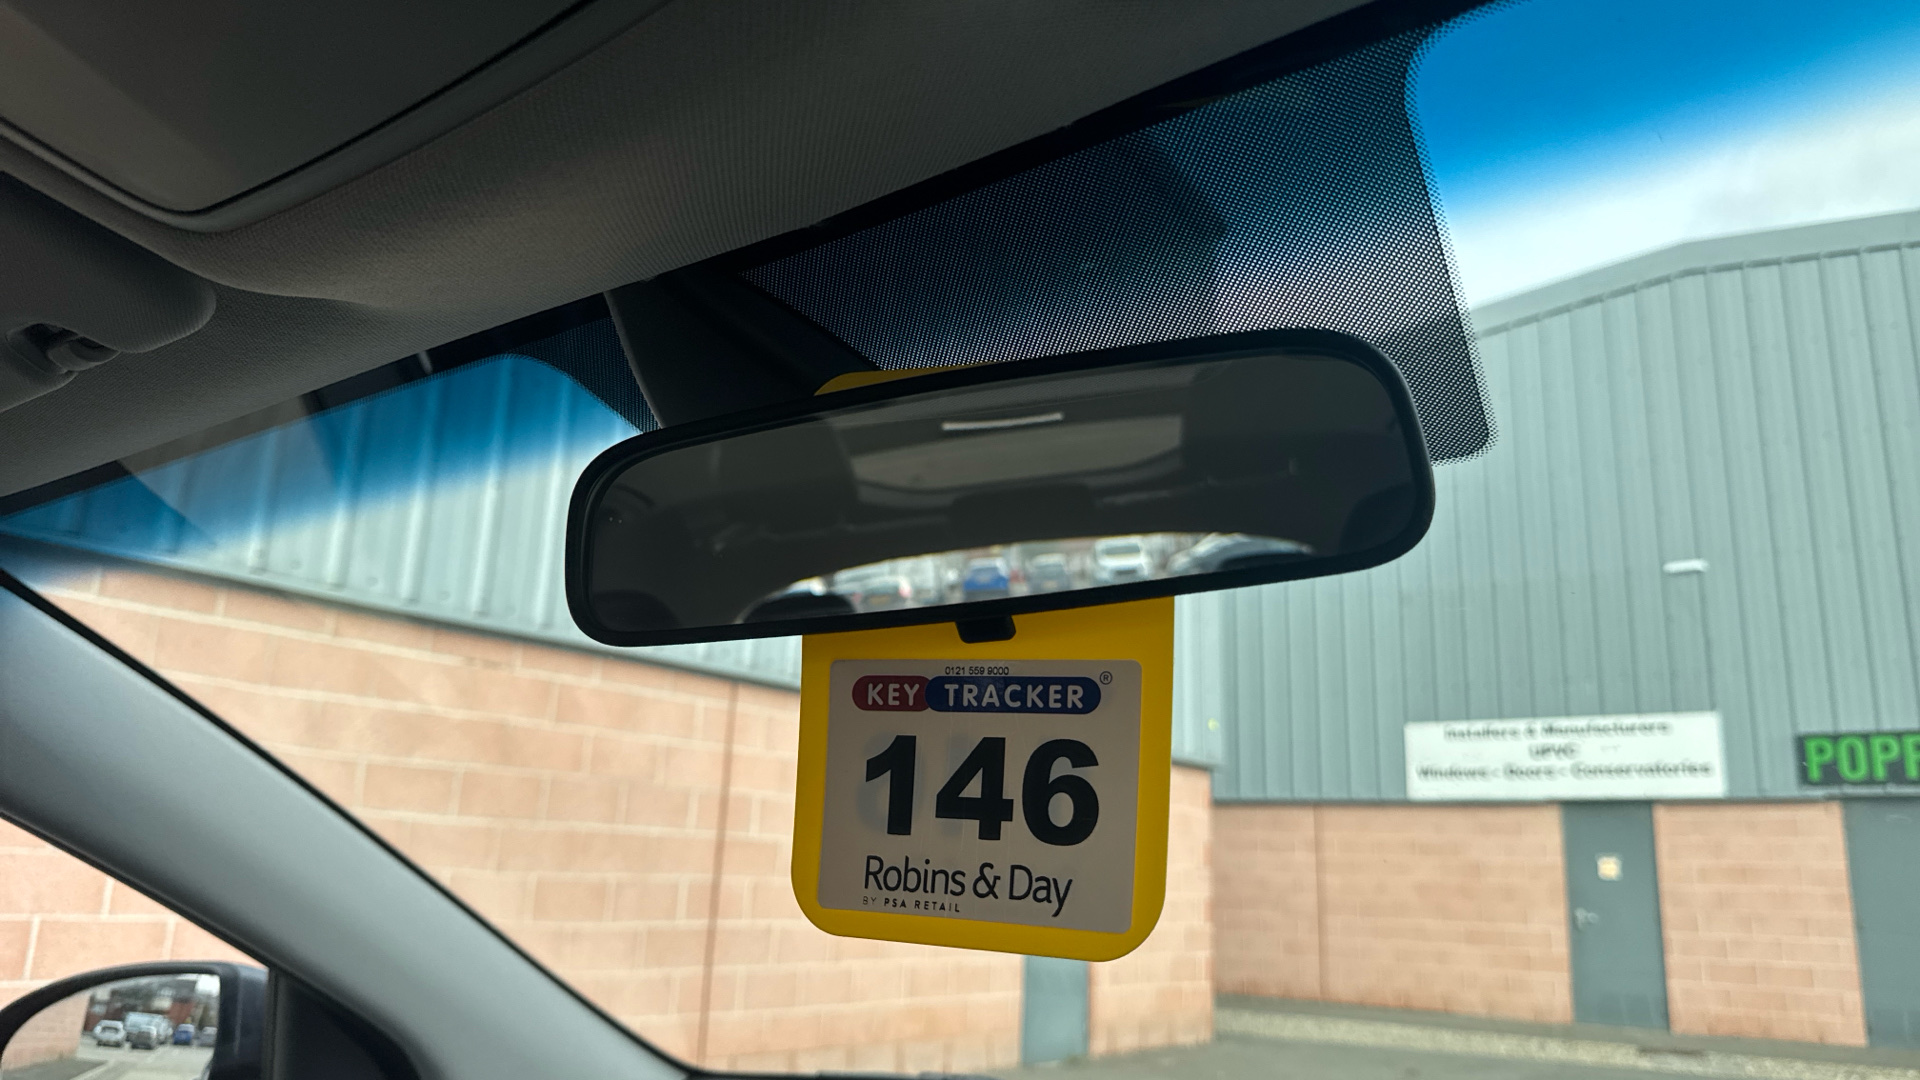 0121 559 9000
KEY TRACKER®
146
Robins & Day
BY PSA RETAIL
Installers & Manufacturers
UPVC
Windows - Doors - Conservatories
POPP